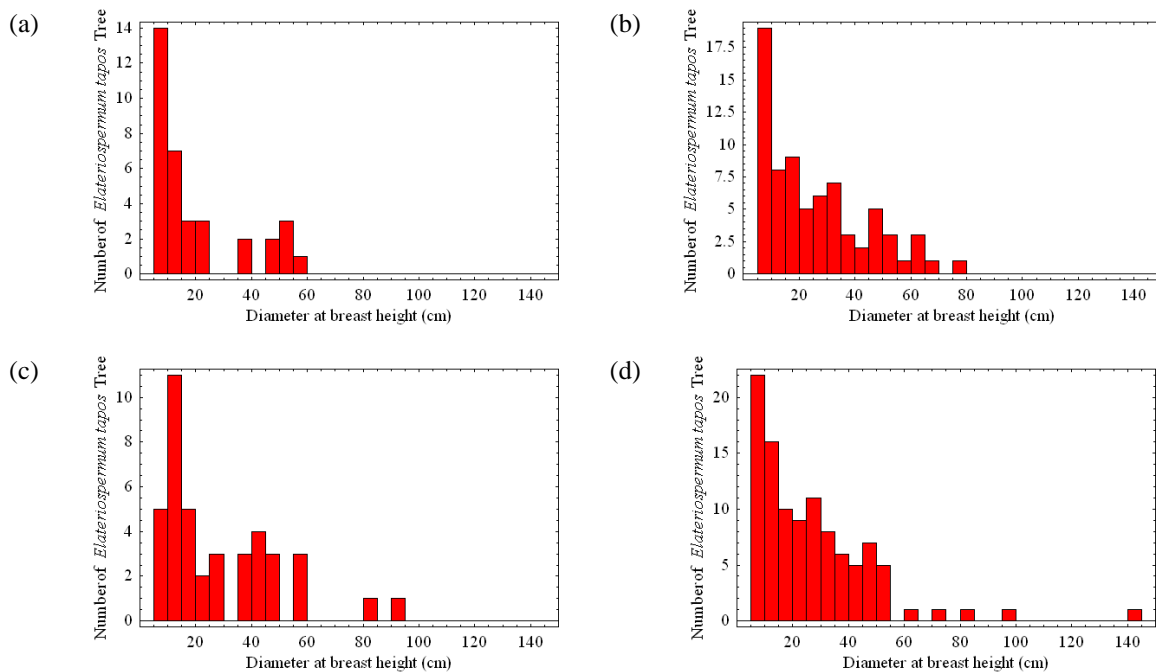 (a)
Number of Elateriospermum tapos Tree
14
12
10
8
6
4
2
0
20 40 60 80 100 120 140
Diameter at breast height (cm)
(b)
Number of Elateriospermum tapos Tree
17.5
15
12.5
10
7.5
5
2.5
0
20 40 60 80 100 120 140
Diameter at breast height (cm)
(c)
Number of Elateriospermum tapos Tree
10
8
6
4
2
0
20 40 60 80 100 120 140
Diameter at breast height (cm)
(d)
Number of Elateriospermum tapos Tree
20
15
10
5
0
20 40 60 80 100 120 140
Diameter at breast height (cm)